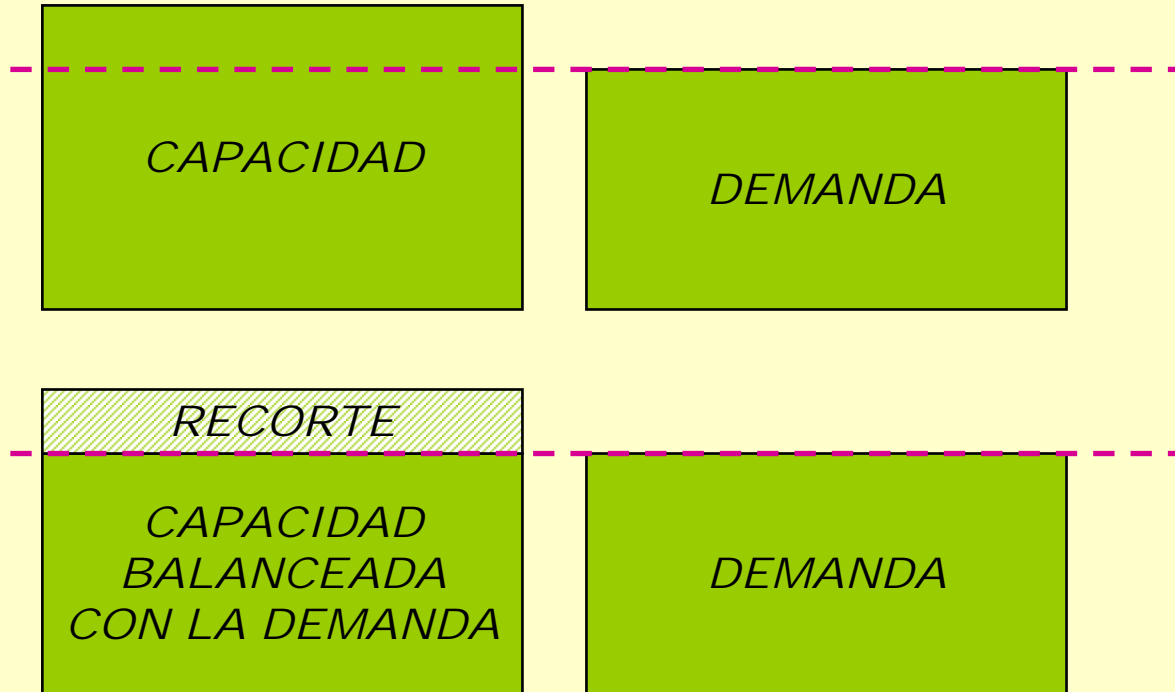 CAPACIDAD
DEMANDA
RECORTE
CAPACIDAD
BALANCEADA
CON LA DEMANDA
DEMANDA